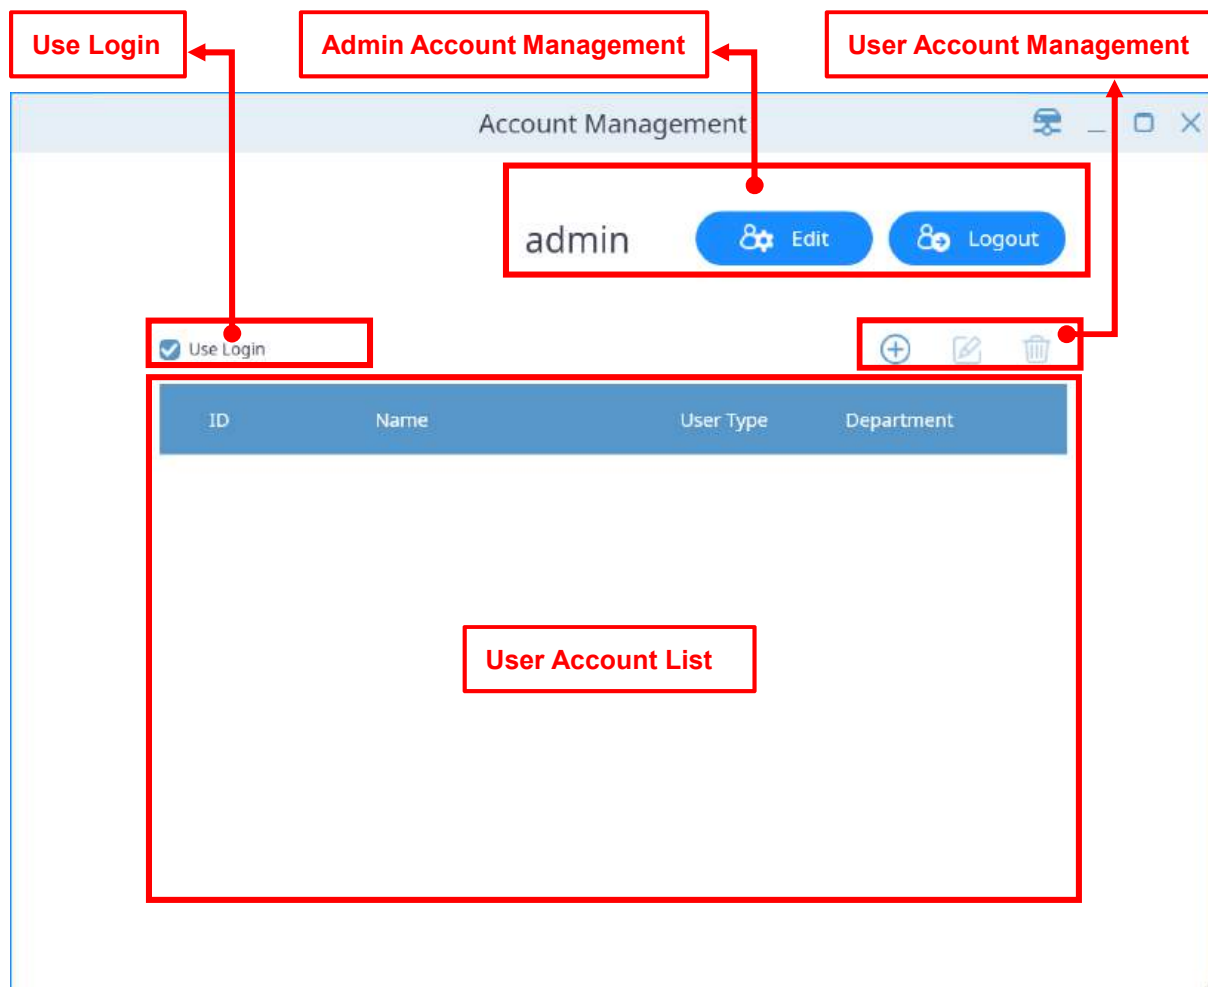 Use Login
Admin Account Management
User Account Management
Account Management
admin
Edit
Logout
Use Login
ID Name User Type Department
User Account List